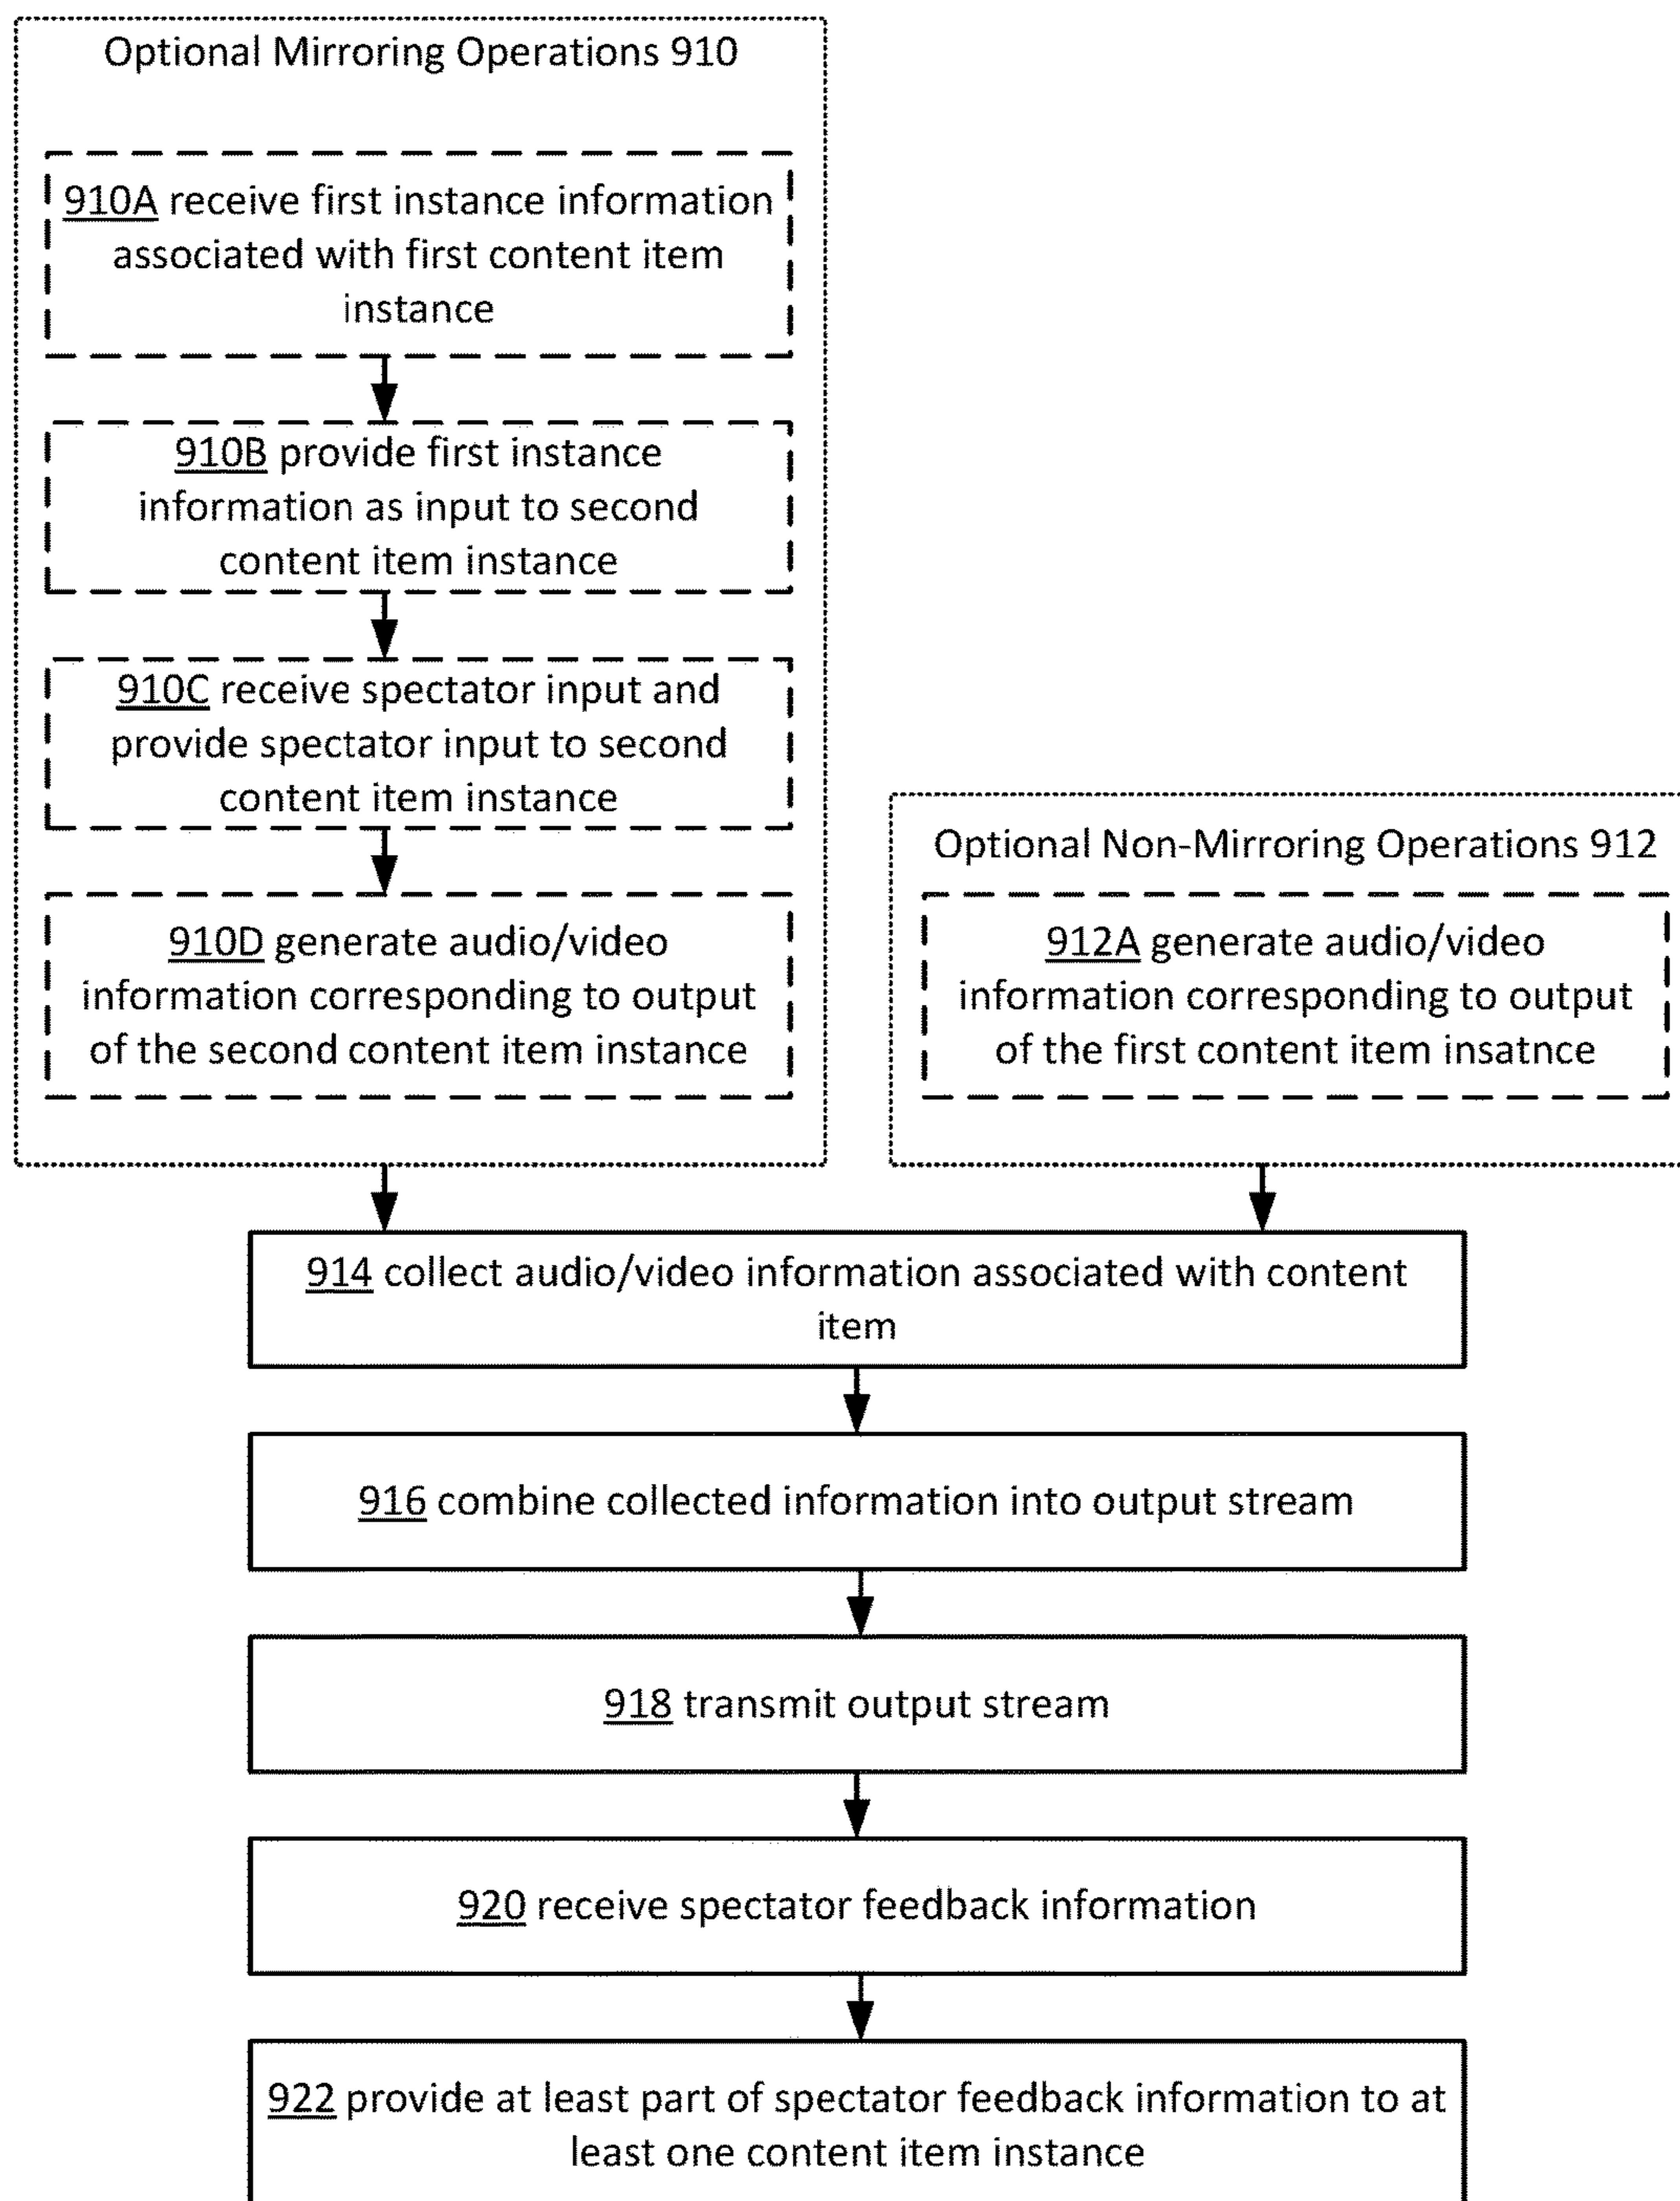 Optional Mirroring Operations 910
910A receive first instance information
associated with first content item
instance
910B provide first instance
information as input to second
content item instance
910C receive spectator input and
provide spectator input to second
content item instance
910D generate audio/video
information corresponding to output
of the second content item instance
Optional Non-Mirroring Operations 912
912A generate audio/video
information corresponding to output
of the first content item insatnce
914 collect audio/video information associated with content
item
916 combine collected information into output stream
918 transmit output stream
920 receive spectator feedback information
922 provide at least part of spectator feedback information to at
least one content item instance